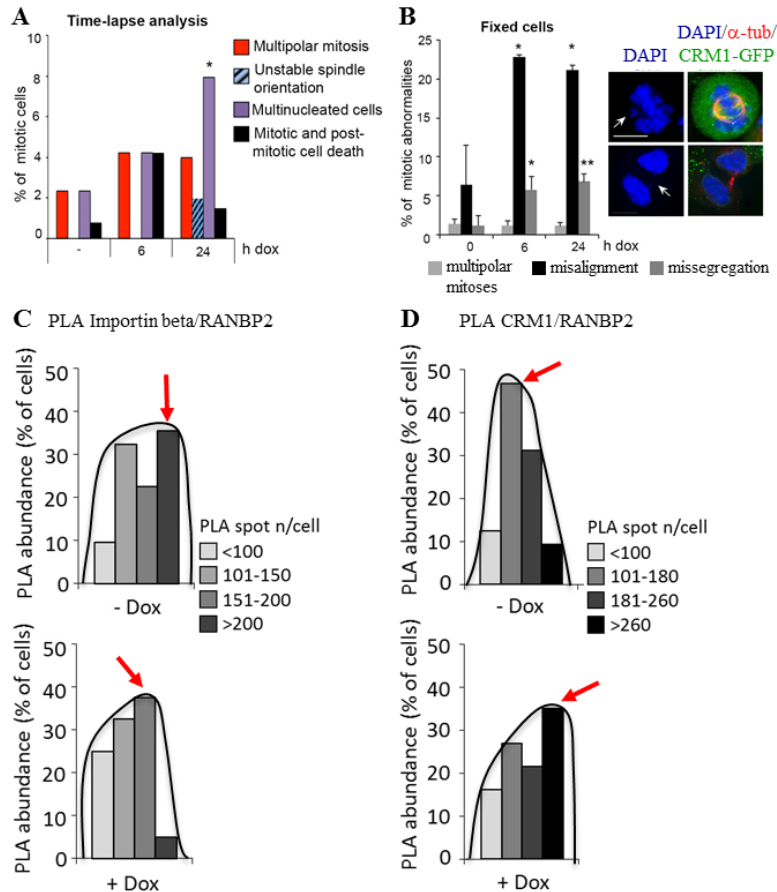 A
Time-lapse analysis
% of mitotic cells
10
8
6
4
2
0
*
- 6 24 h dox
Multipolar mitosis
Unstable spindle
orientation
Multinucleated cells
Mitotic and post-
mitotic cell death
B
Fixed cells
% of mitotic abnormalities
25
20
15
10
5
0
* *
* **
0 6 24 h dox
multipolar
mitoses
misalignment
missegregation
DAPI/α-tub/
DAPI CRM1-GFP
C PLA Importin beta/RANBP2
PLA abundance (% of cells)
50
40
30
20
10
0
- Dox
PLA spot n/cell
<100
101-150
151-200
>200
PLA abundance (% of cells)
50
40
30
20
10
0
+ Dox
D PLA CRM1/RANBP2
PLA abundance (% of cells)
50
40
30
20
10
0
- Dox
PLA spot n/cell
<100
101-180
181-260
>260
PLA abundance (% of cells)
50
40
30
20
10
0
+ Dox